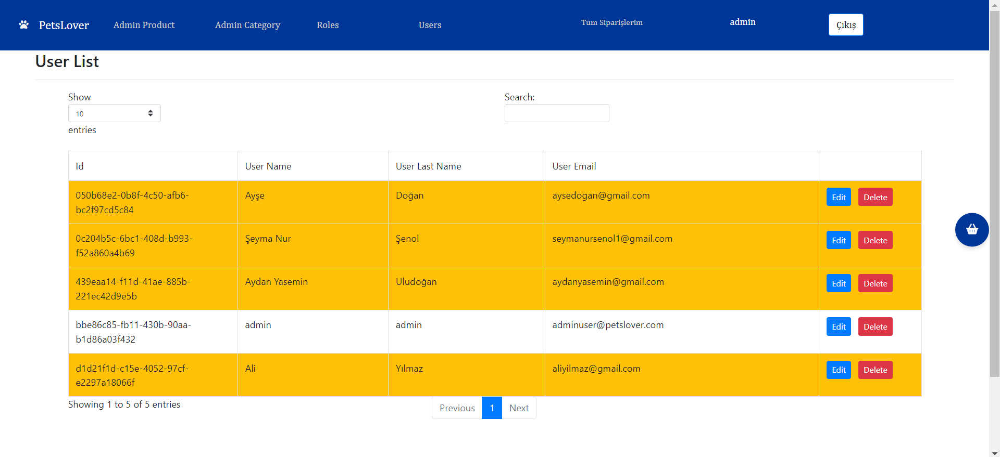 PetsLover Admin Product Admin Category Roles Users Tüm Siparişlerim admin Çıkış
User List
Show Search:
10
entries
Id User Name User Last Name User Email
050b68e2-0b8f-4c50-afb6- Ayşe Doğan aysedogan@gmail.com Edit Delete
bc2f97cd5c84
0c204b5c-6bc1-408d-b993- Şeyma Nur Şenol seymanursenol1@gmail.com Edit Delete
f52a860a4b69
439eaa14-f11d-41ae-885b- Aydan Yasemin Uludoğan aydanyasemin@gmail.com Edit Delete
221ec42d9e5b
bbe86c85-fb11-430b-90aa- admin admin adminuser@petslover.com Edit Delete
b1d86a03f432
d1d21f1d-c15e-4052-97cf- Ali Yılmaz aliyilmaz@gmail.com Edit Delete
e2297a18066f
Showing 1 to 5 of 5 entries Previous 1 Next